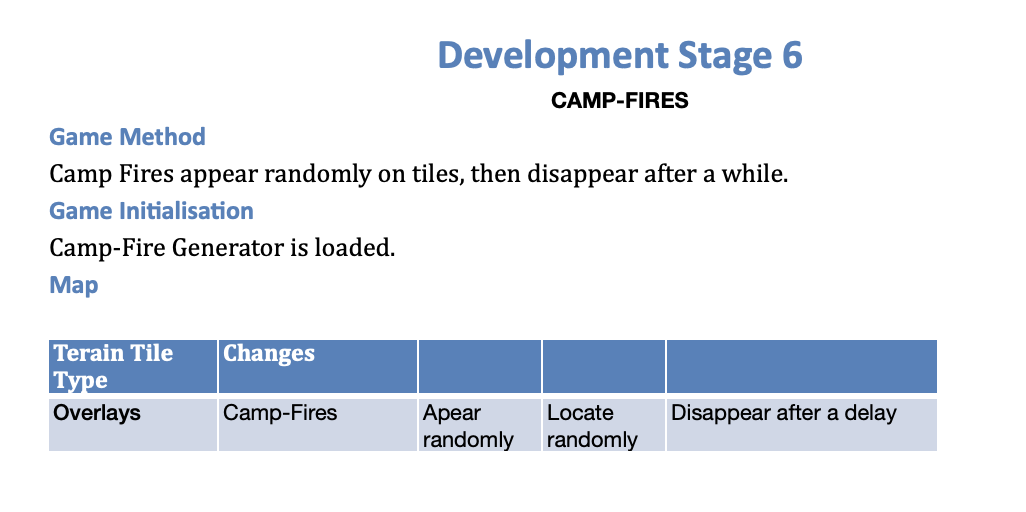 Development Stage 6
CAMP-FIRES
Game Method
Camp Fires appear randomly on tiles, then disappear after a while.
Game Initialisation
Camp-Fire Generator is loaded.
Map
Terain Tile Type
Changes
Overlays
Camp-Fires
Apear randomly
Locate randomly
Disappear after a delay